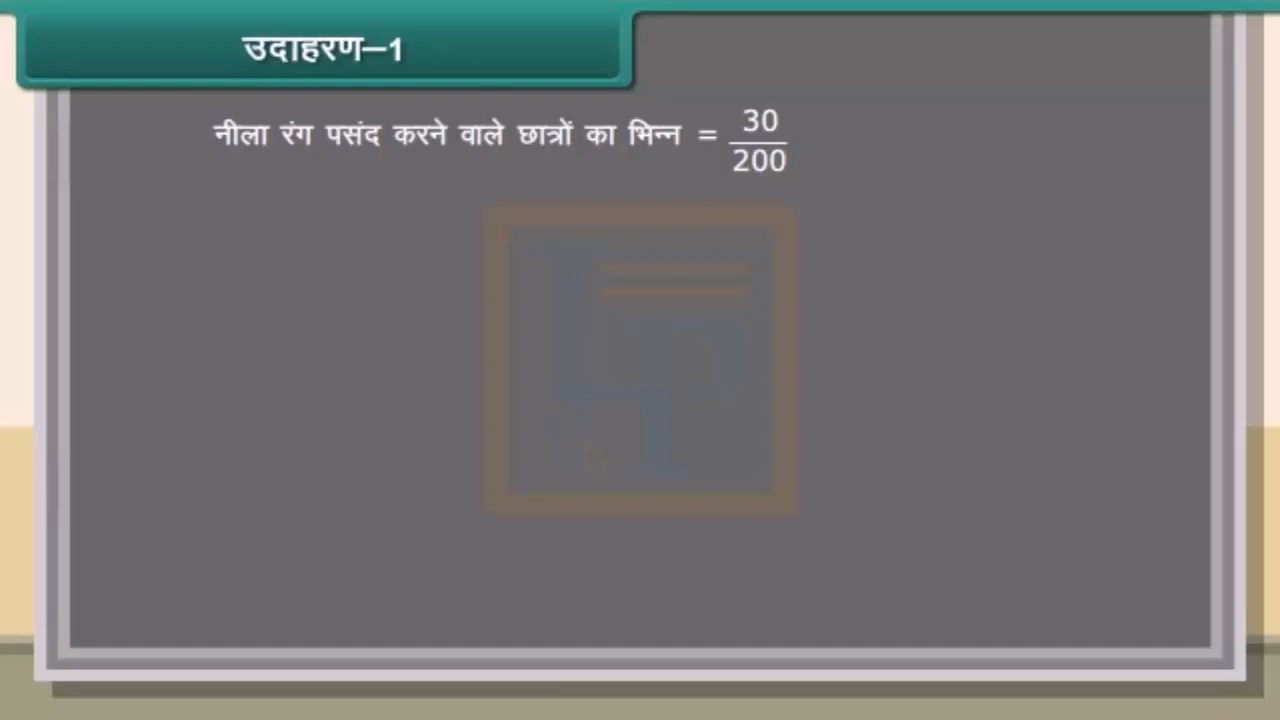 उदाहरण–1
नीला रंग पसंद करने वाले छात्रों का भिन्न = 30/200